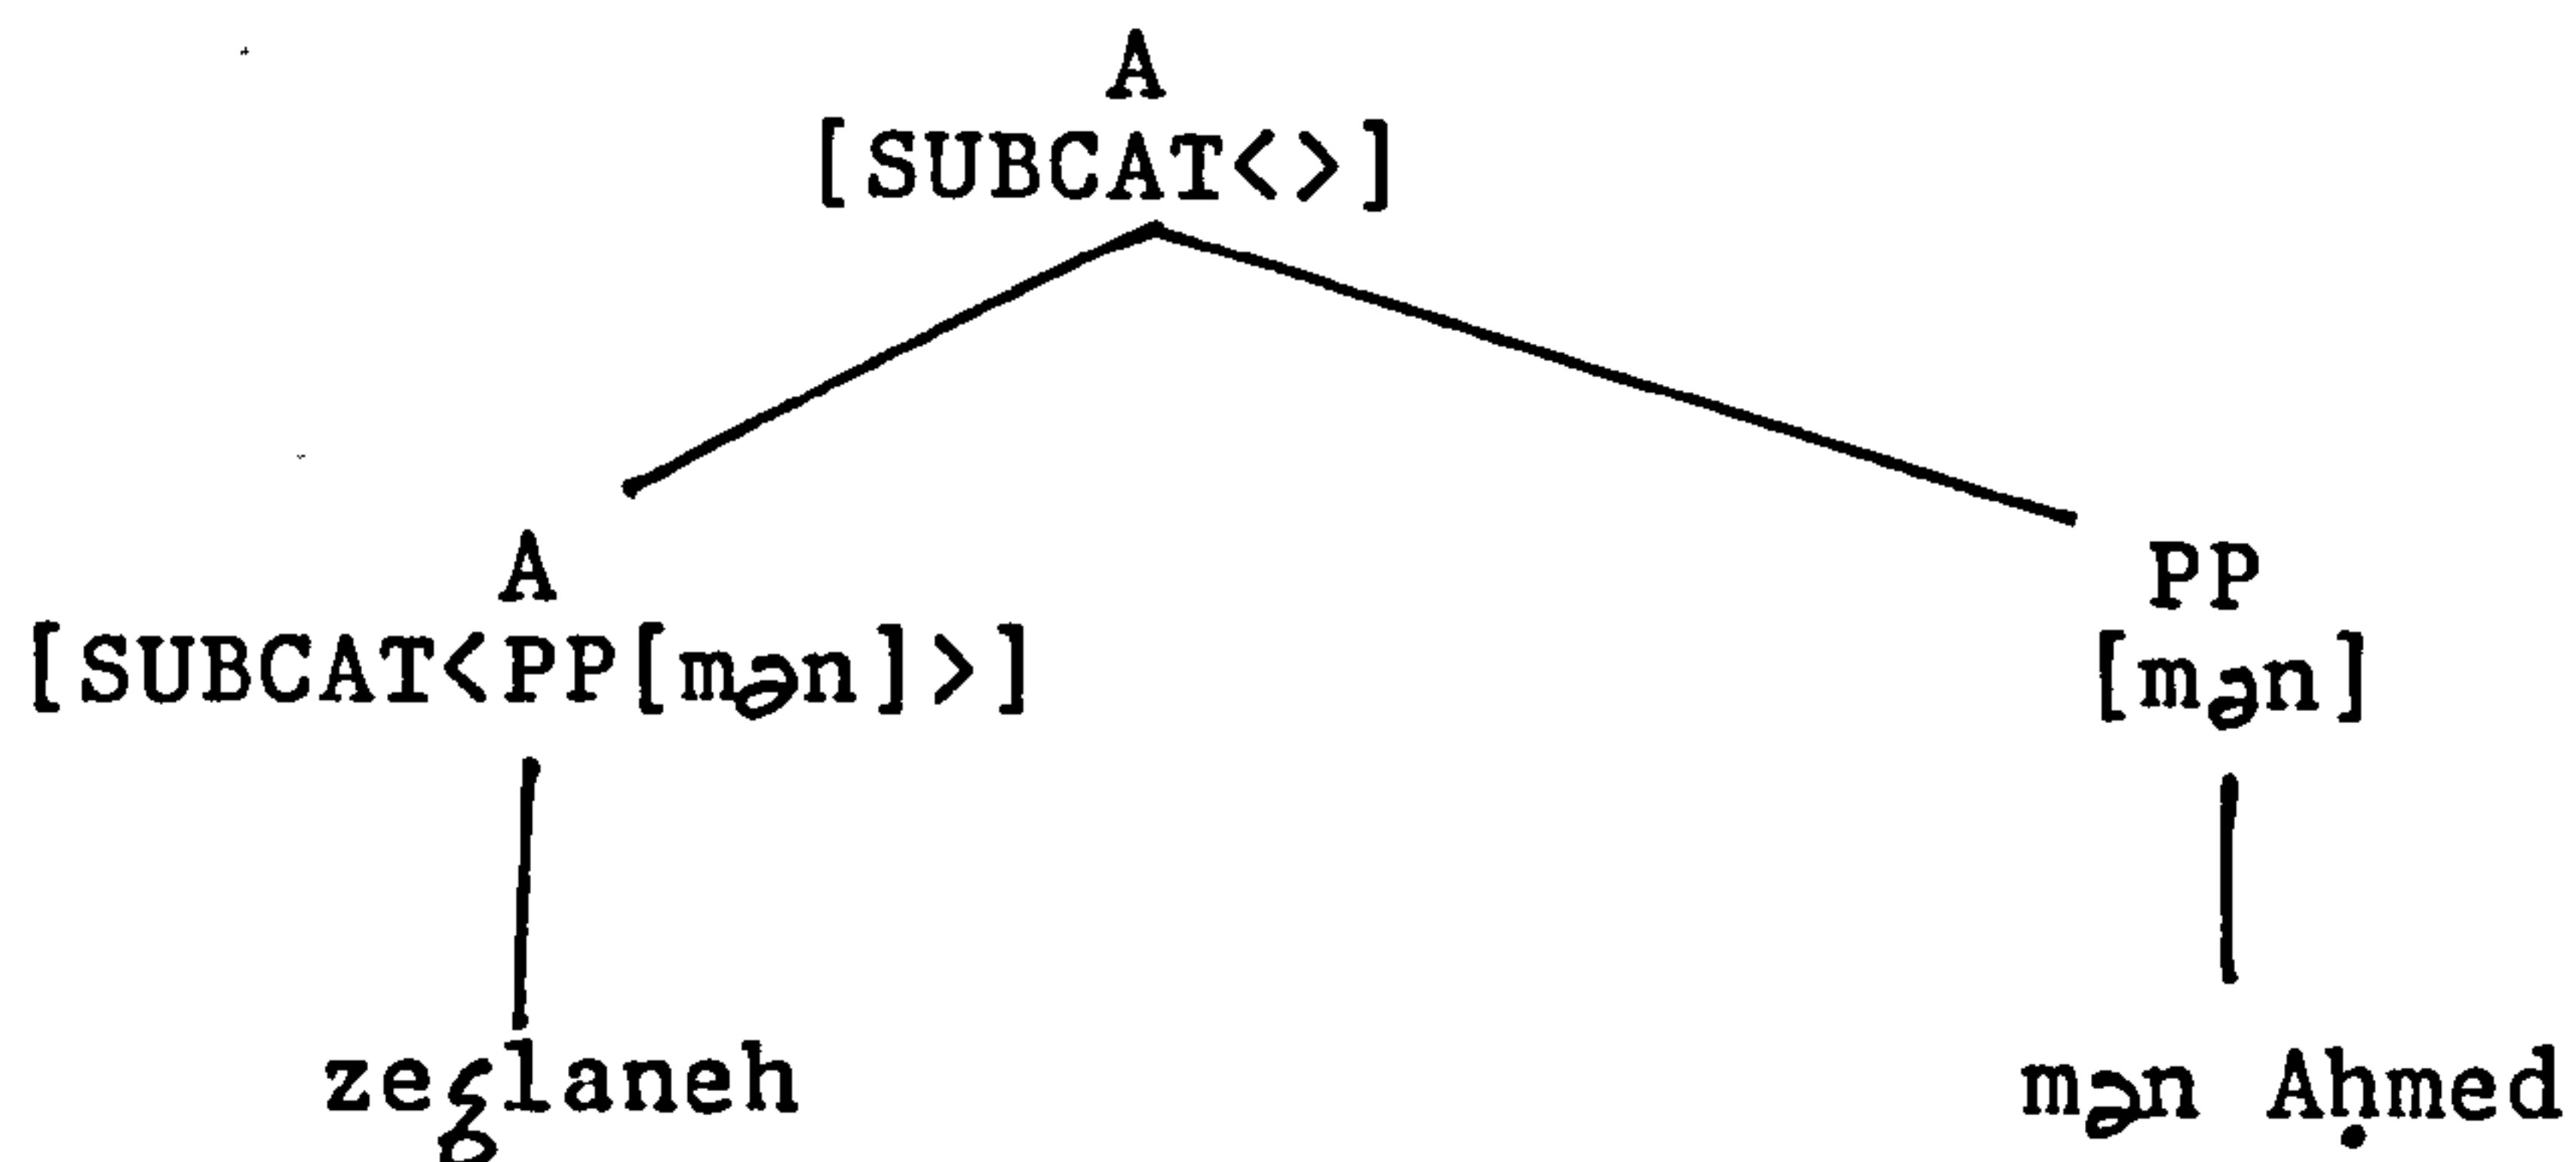 A
[SUBCAT<>]
A PP
[SUBCAT<PP[mən]>] [mən]
zeʕlaneh mən Aḥmed